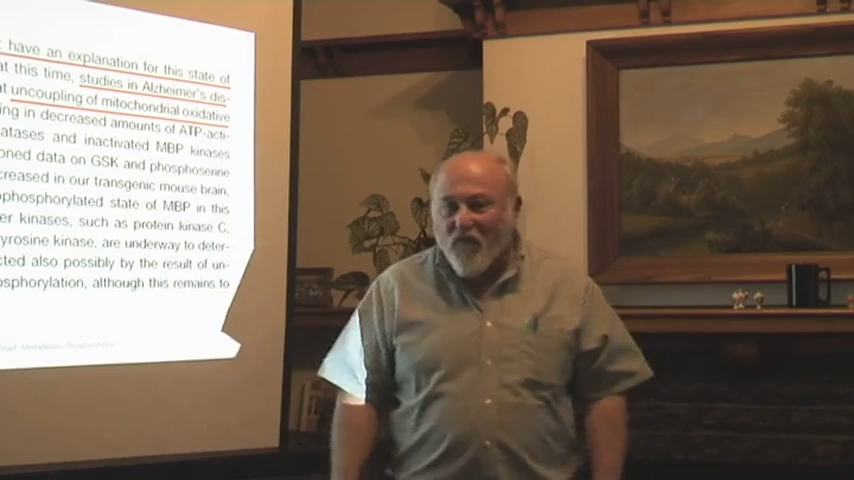 have an explanation for this state of
at this time, studies in Alzheimer's dis-
at uncoupling of mitochondrial oxidative
ing in decreased amounts of ATP-acti-
atases and inactivated MBP kinases
oned data on GSK and phosphoserine
creased in our transgenic mouse brain,
ophosphorylated state of MBP in this
er kinases, such as protein kinase C,
yrosine kinase, are underway to deter-
cted also possibly by the result of un-
osphorylation, although this remains to